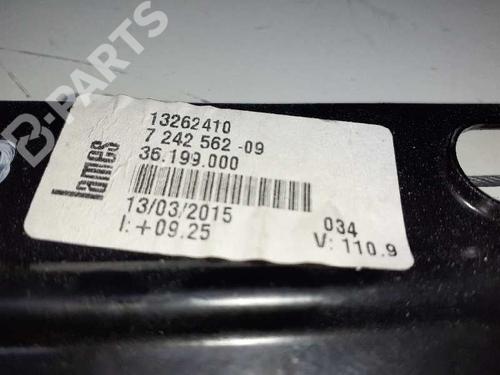 B-PARTS
Lames
13262410
7 242 562 -09
36.199.000
13/03/2015
I: +09.25
034
V: 110.9